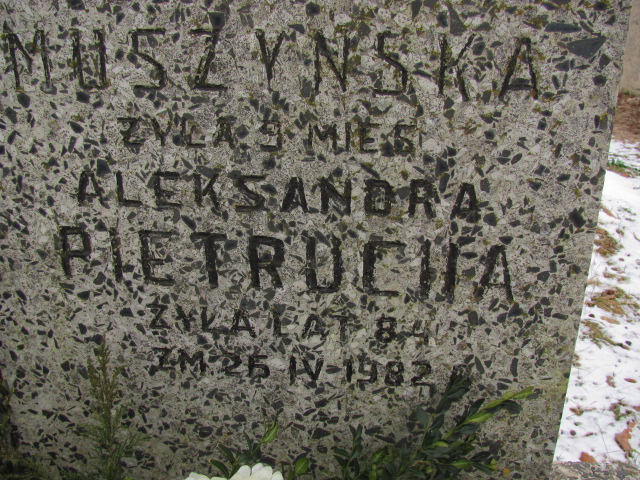 MUSZYŃSKA
ŻYŁA 9 MIES
ALEKSANDRA
PIETRUCHA
ŻYŁA LAT 84
ZM 25 IV-1982